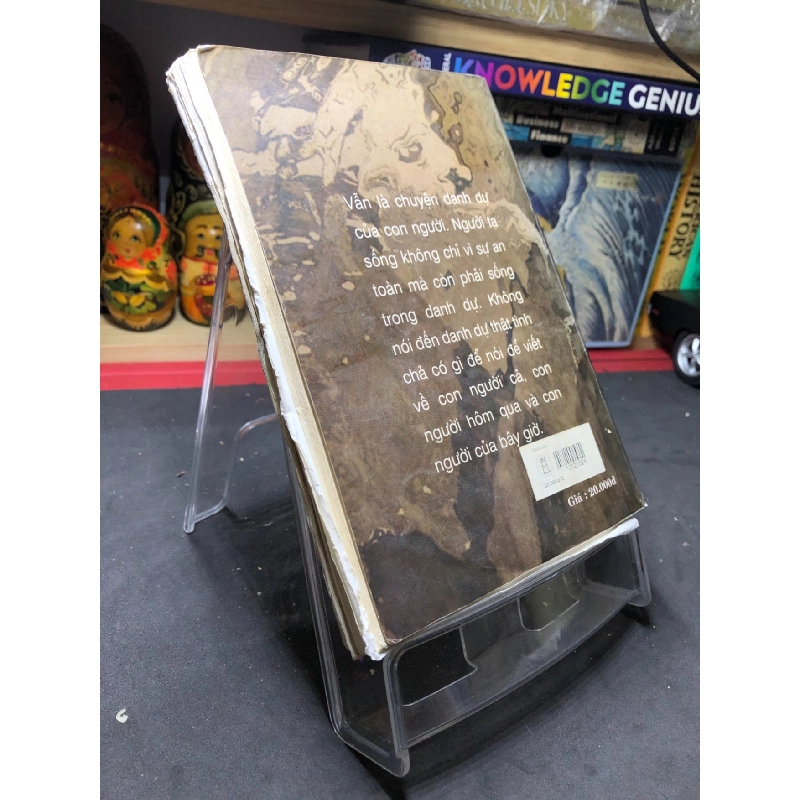 KNOWLEDGE GENIUS
Business
Finance
HISTORY
Vẫn là chuyện danh dự
của con người. Người ta
sống không chỉ vì sự an
toàn mà còn phải sống
trong danh dự. Không
nói đến danh dự thật tình
chả có gì để nói để viết
về con người cả, con
người hôm qua và con
người của bây giờ.
Giá : 20.000đ